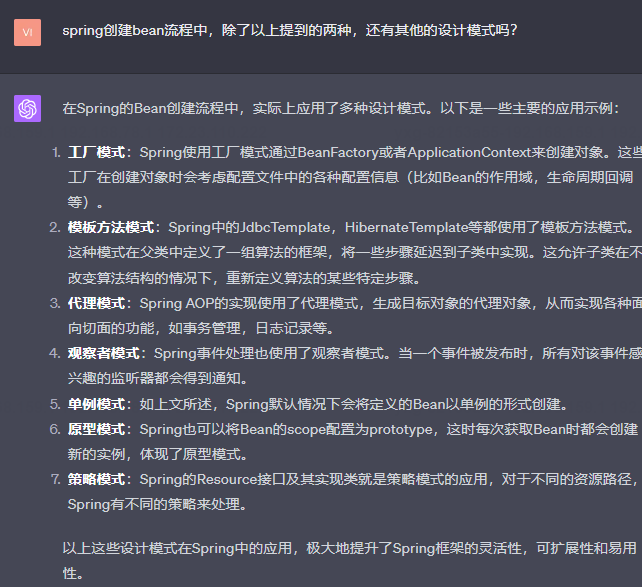 VI
spring创建bean流程中，除了以上提到的两种，还有其他的设计模式吗？
在Spring的Bean创建流程中，实际上应用了多种设计模式。以下是一些主要的应用示例：
1. 工厂模式：Spring使用工厂模式通过BeanFactory或者ApplicationContext来创建对象。这些
工厂在创建对象时会考虑配置文件中的各种配置信息（比如Bean的作用域，生命周期回调
等）。
2. 模板方法模式：Spring中的JdbcTemplate，HibernateTemplate等都使用了模板方法模式。
这种模式在父类中定义了一组算法的框架，将一些步骤延迟到子类中实现。这允许子类在不
改变算法结构的情况下，重新定义算法的某些特定步骤。
3. 代理模式：Spring AOP的实现使用了代理模式，生成目标对象的代理对象，从而实现各种面
向切面的功能，如事务管理，日志记录等。
4. 观察者模式：Spring事件处理也使用了观察者模式。当一个事件被发布时，所有对该事件感
兴趣的监听器都会得到通知。
5. 单例模式：如上文所述，Spring默认情况下会将定义的Bean以单例的形式创建。
6. 原型模式：Spring也可以将Bean的scope配置为prototype，这时每次获取Bean时都会创建
新的实例，体现了原型模式。
7. 策略模式：Spring的Resource接口及其实现类就是策略模式的应用，对于不同的资源路径，
Spring有不同的策略来处理。
以上这些设计模式在Spring中的应用，极大地提升了Spring框架的灵活性，可扩展性和易用
性。